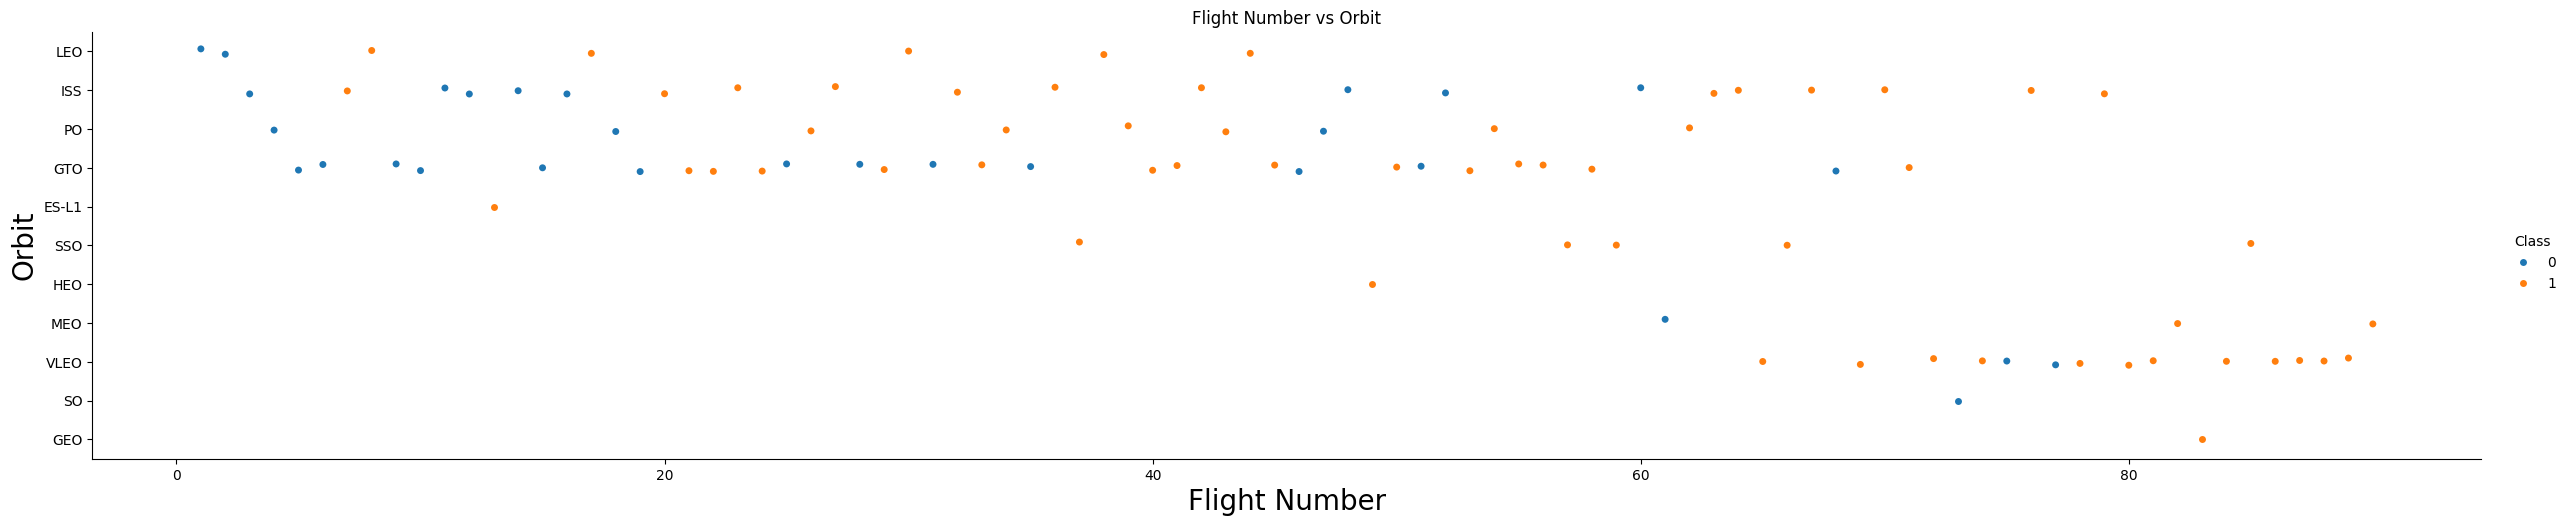 Flight Number vs Orbit
LEO
ISS
PO
GTO
ES-L1
SSO
HEO
MEO
VLEO
SO
GEO
Orbit
0 20 40 60 80
Flight Number
Class
0
1